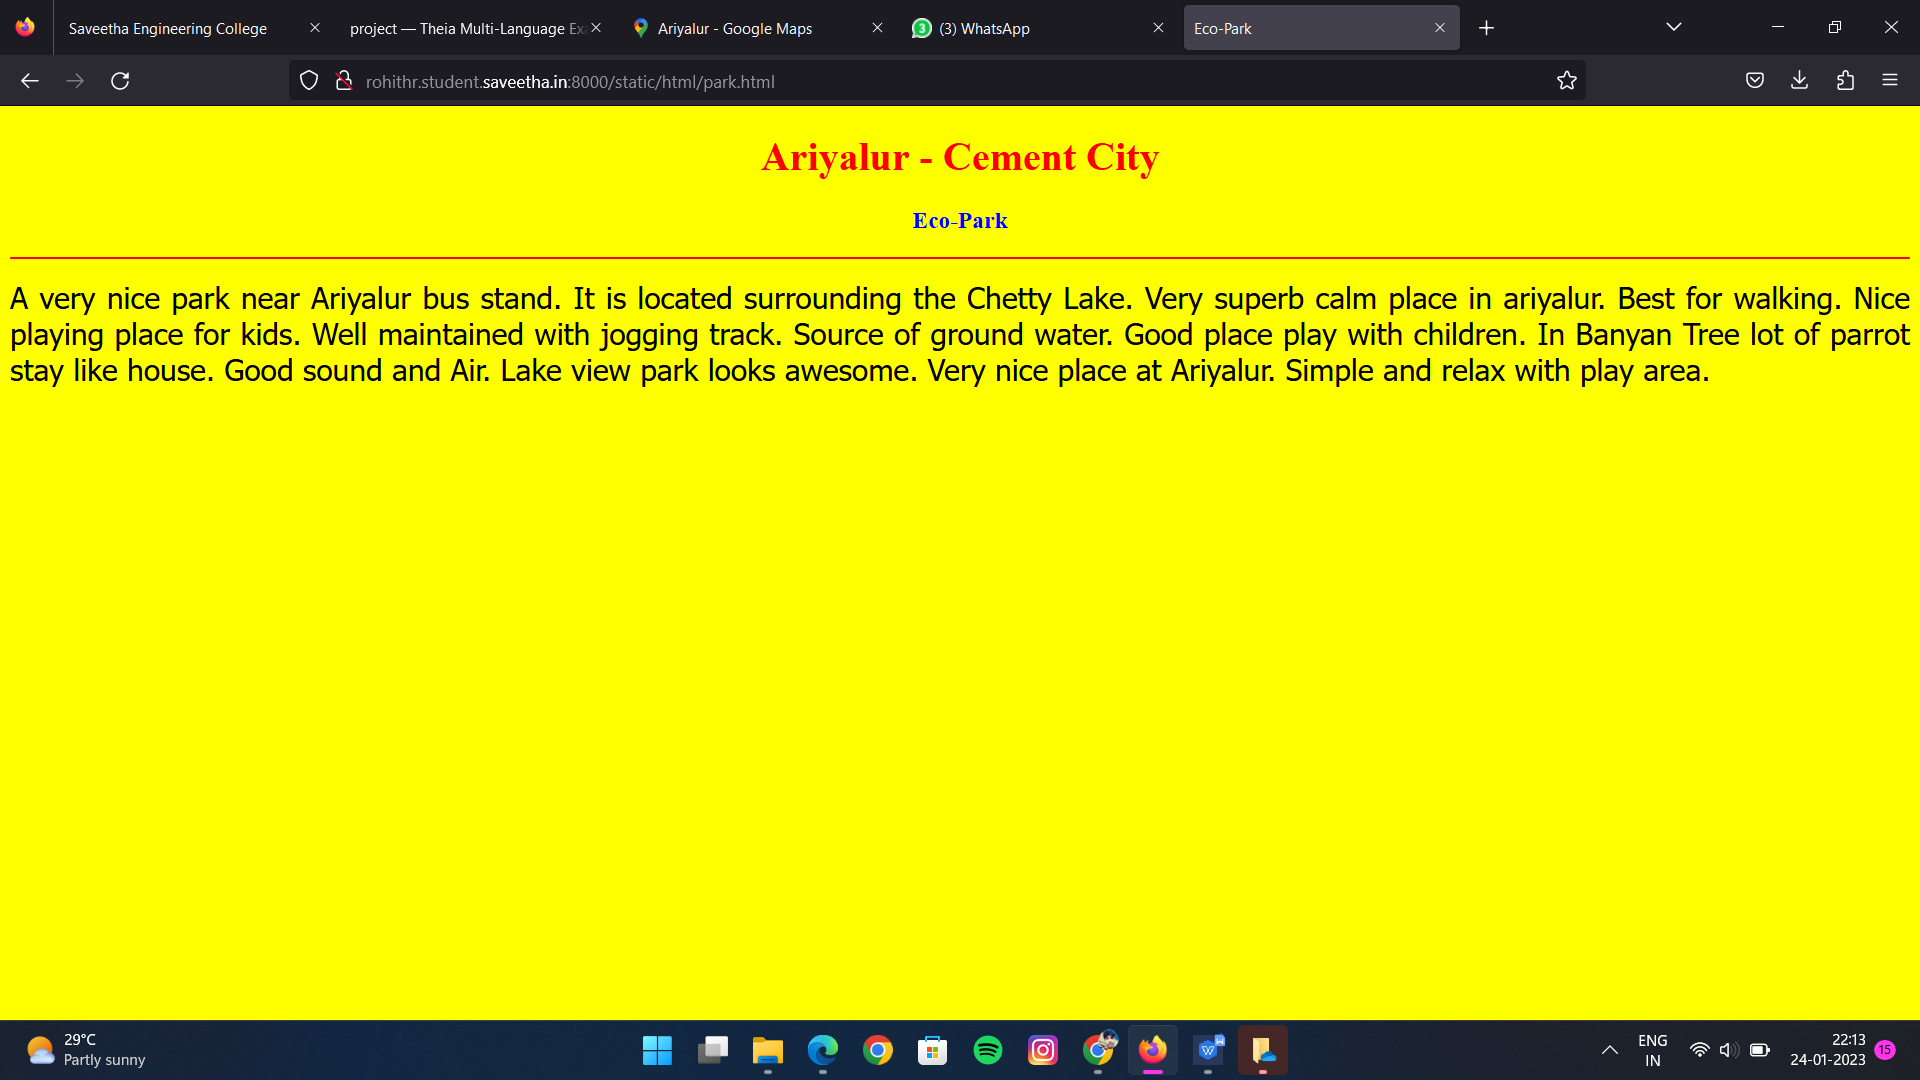 Saveetha Engineering College
project — Theia Multi-Language Exa
Ariyalur - Google Maps
3 (3) WhatsApp
Eco-Park
rohithr.student.saveetha.in:8000/static/html/park.html
Ariyalur - Cement City
Eco-Park
A very nice park near Ariyalur bus stand. It is located surrounding the Chetty Lake. Very superb calm place in ariyalur. Best for walking. Nice
playing place for kids. Well maintained with jogging track. Source of ground water. Good place play with children. In Banyan Tree lot of parrot
stay like house. Good sound and Air. Lake view park looks awesome. Very nice place at Ariyalur. Simple and relax with play area.
29°C
Partly sunny
W
W
ENG
IN
22:13
24-01-2023
15